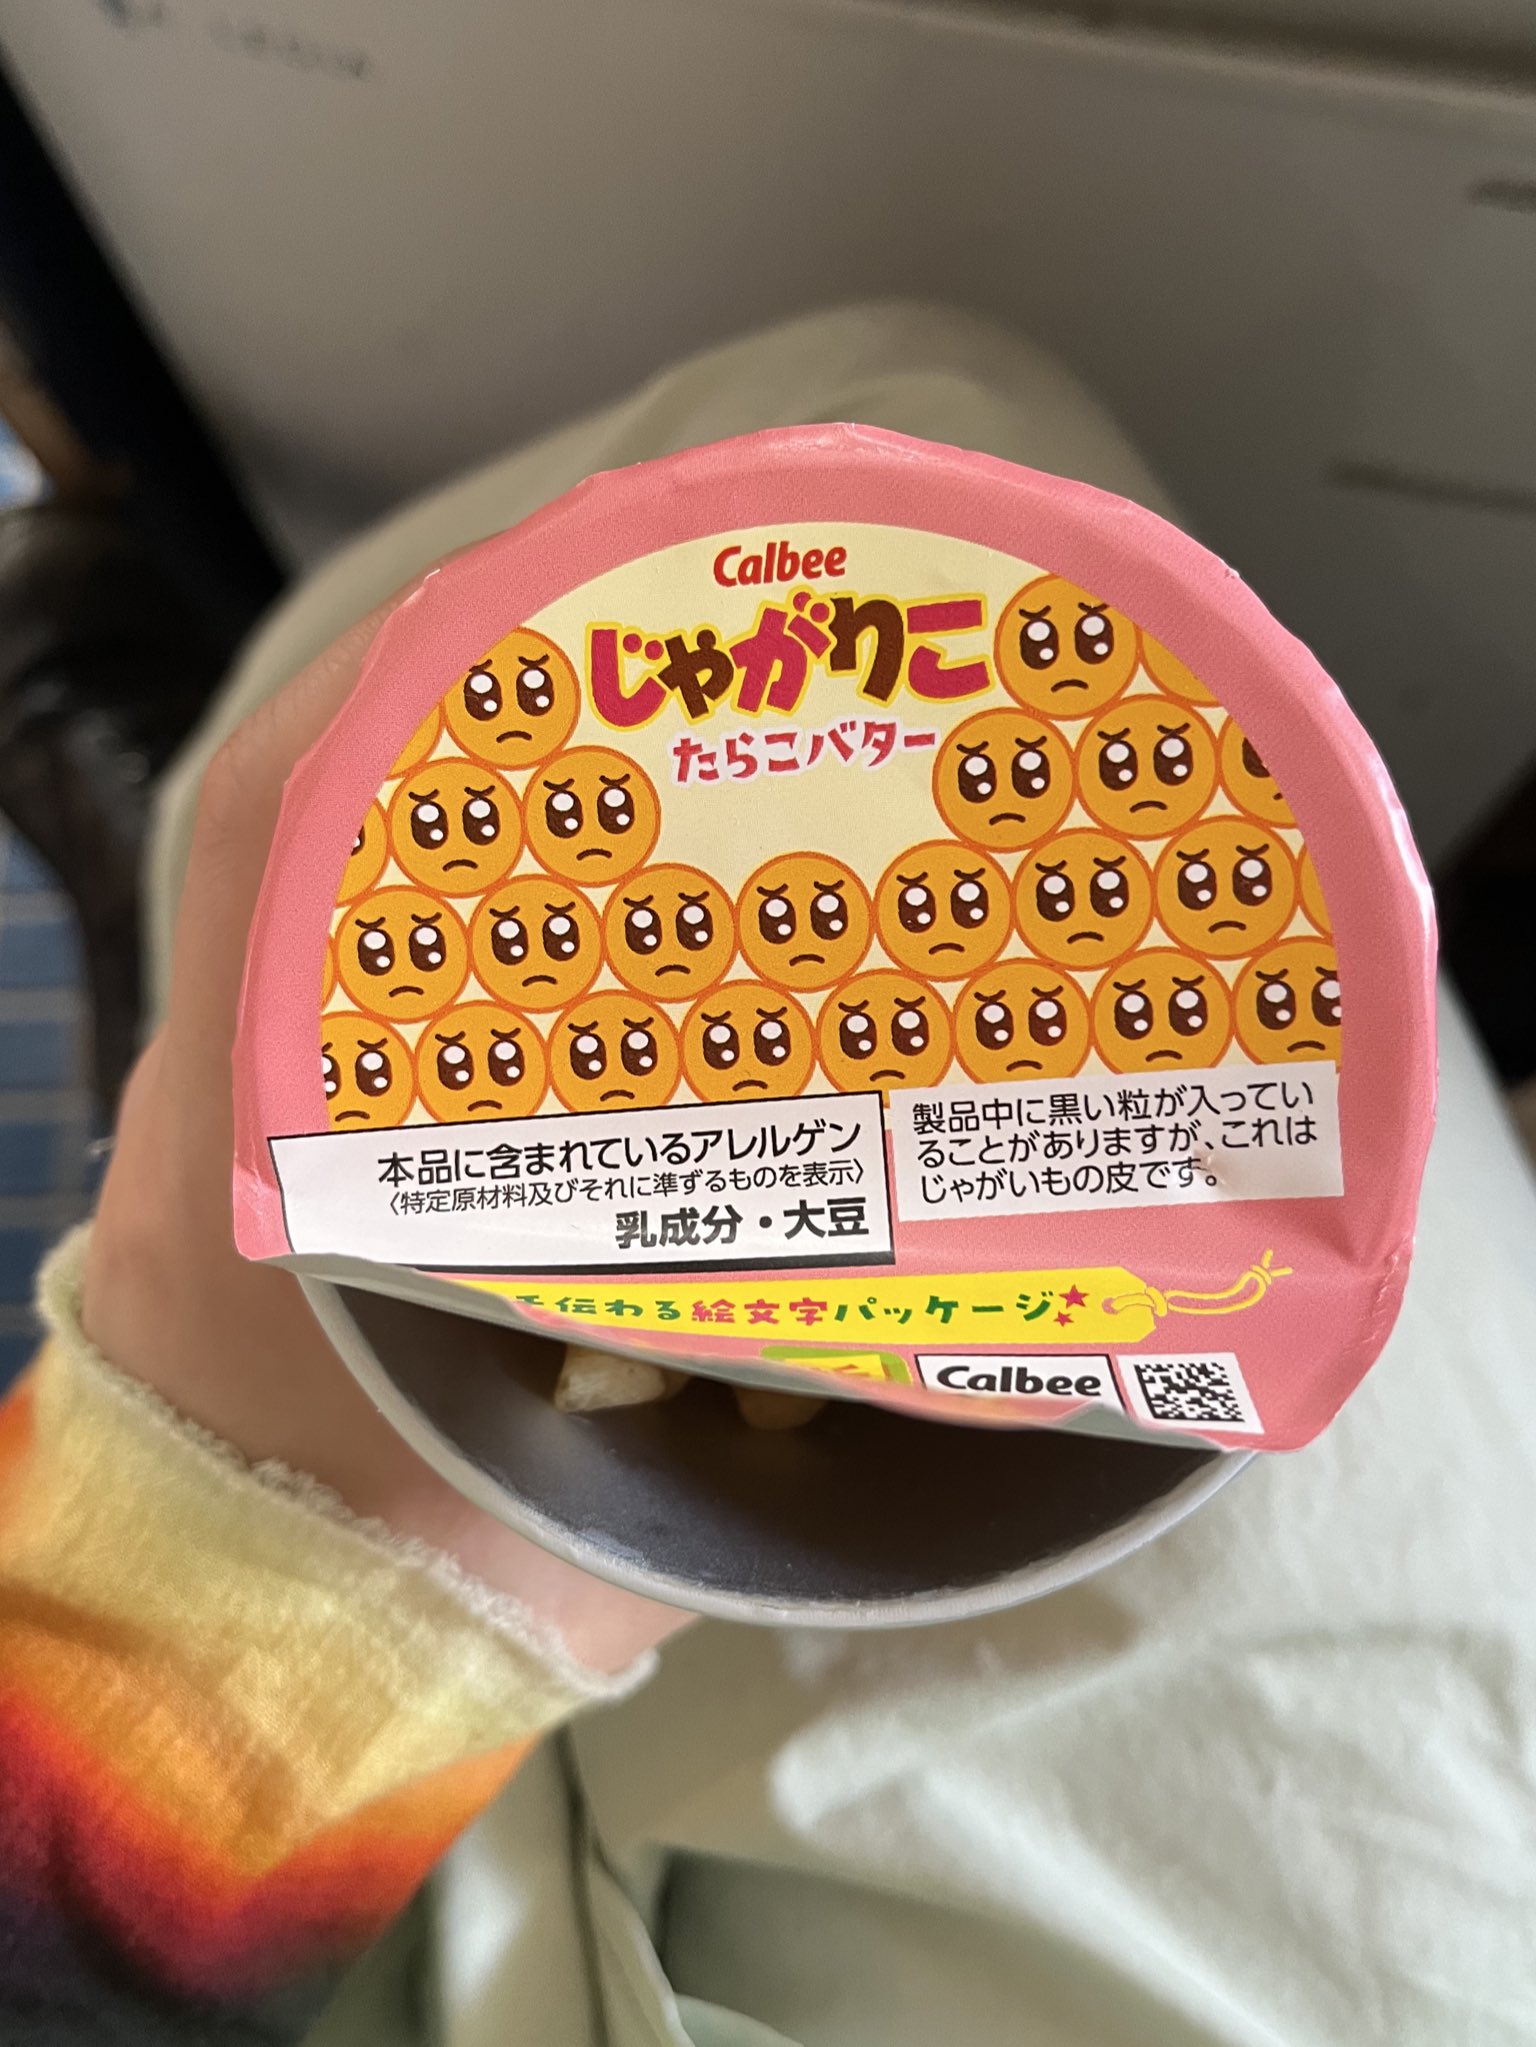 Calbee
じゃがりこ
たらこバター
本品に含まれているアレルゲン
〈特定原材料及びそれに準ずるものを表示〉
乳成分・大豆
製品中に黒い粒が入ってい
ることがありますが、これは
じゃがいもの皮です。
伝わる絵文字パッケージ
Calbee